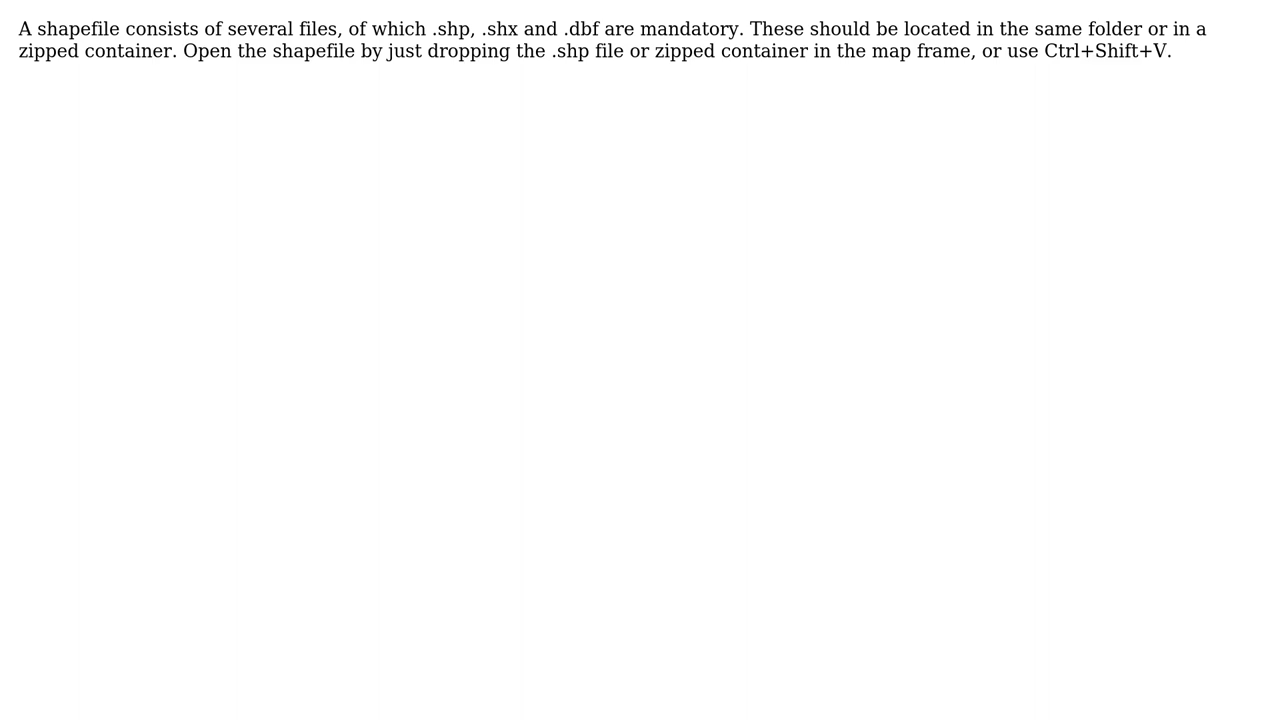 A shapefile consists of several files, of which .shp, .shx and .dbf are mandatory. These should be located in the same folder or in a
zipped container. Open the shapefile by just dropping the .shp file or zipped container in the map frame, or use Ctrl+Shift+V.